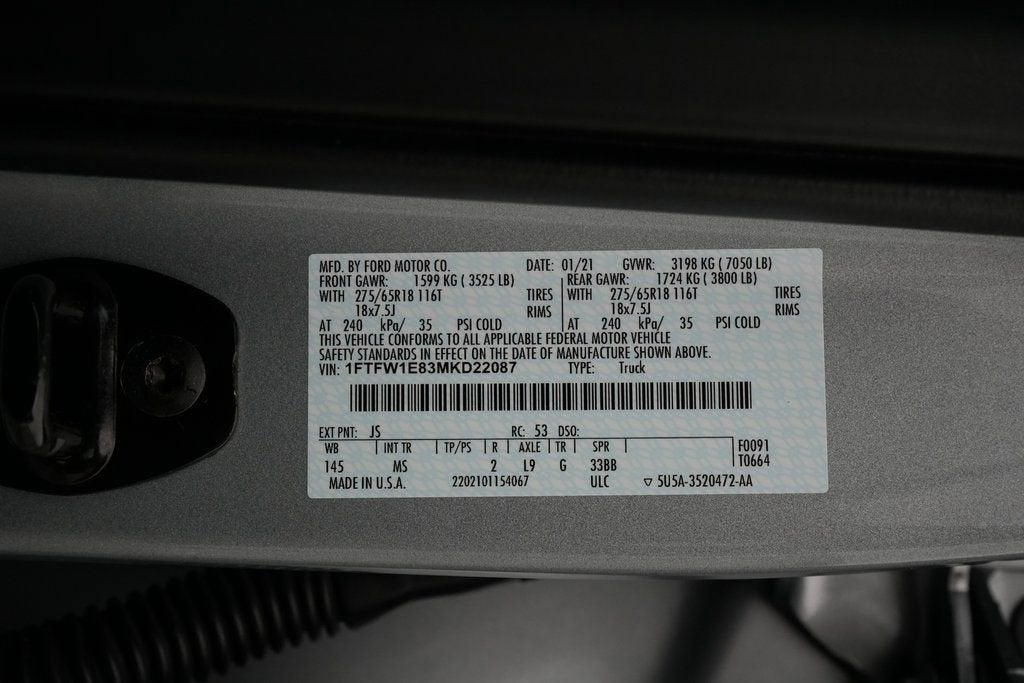 MFD. BY FORD MOTOR CO. DATE: 01/21 GVWR: 3198 KG ( 7050 LB)
FRONT GAWR: 1599 KG ( 3525 LB) REAR GAWR: 1724 KG ( 3800 LB)
WITH 275/65R18 116T TIRES WITH 275/65R18 116T TIRES
18x7.5J RIMS 18x7.5J RIMS
AT 240 kPa/ 35 PSI COLD AT 240 kPa/ 35 PSI COLD
THIS VEHICLE CONFORMS TO ALL APPLICABLE FEDERAL MOTOR VEHICLE
SAFETY STANDARDS IN EFFECT ON THE DATE OF MANUFACTURE SHOWN ABOVE.
VIN: 1FTFW1E83MKD22087 TYPE: Truck
EXT PNT: JS RC: 53 DSO:
WB INT TR TP/PS R AXLE TR SPR F0091
145 MS 2 L9 G 33BB T0664
MADE IN U.S.A. 2202101154067 ULC ▽ 5U5A-3520472-AA